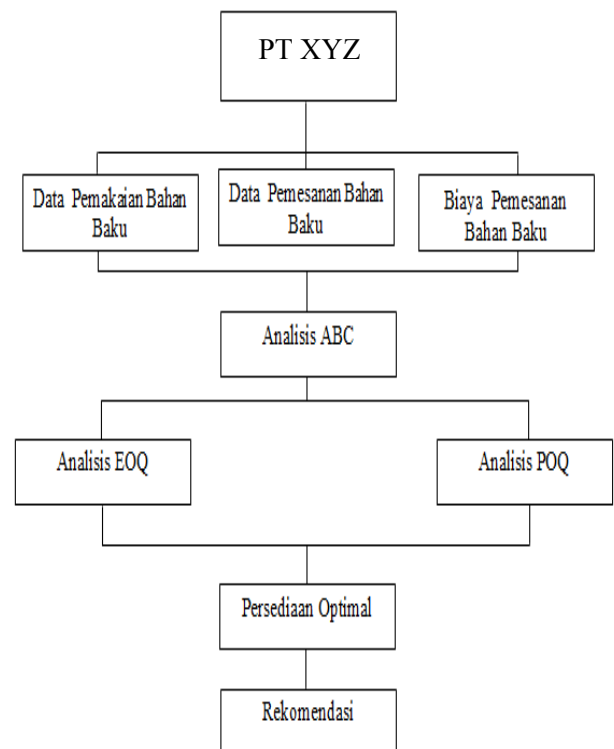 PT XYZ
Data Pemakaian Bahan
Baku
Data Pemesanan Bahan
Baku
Biaya Pemesanan
Bahan Baku
Analisis ABC
Analisis EOQ
Analisis POQ
Persediaan Optimal
Rekomendasi